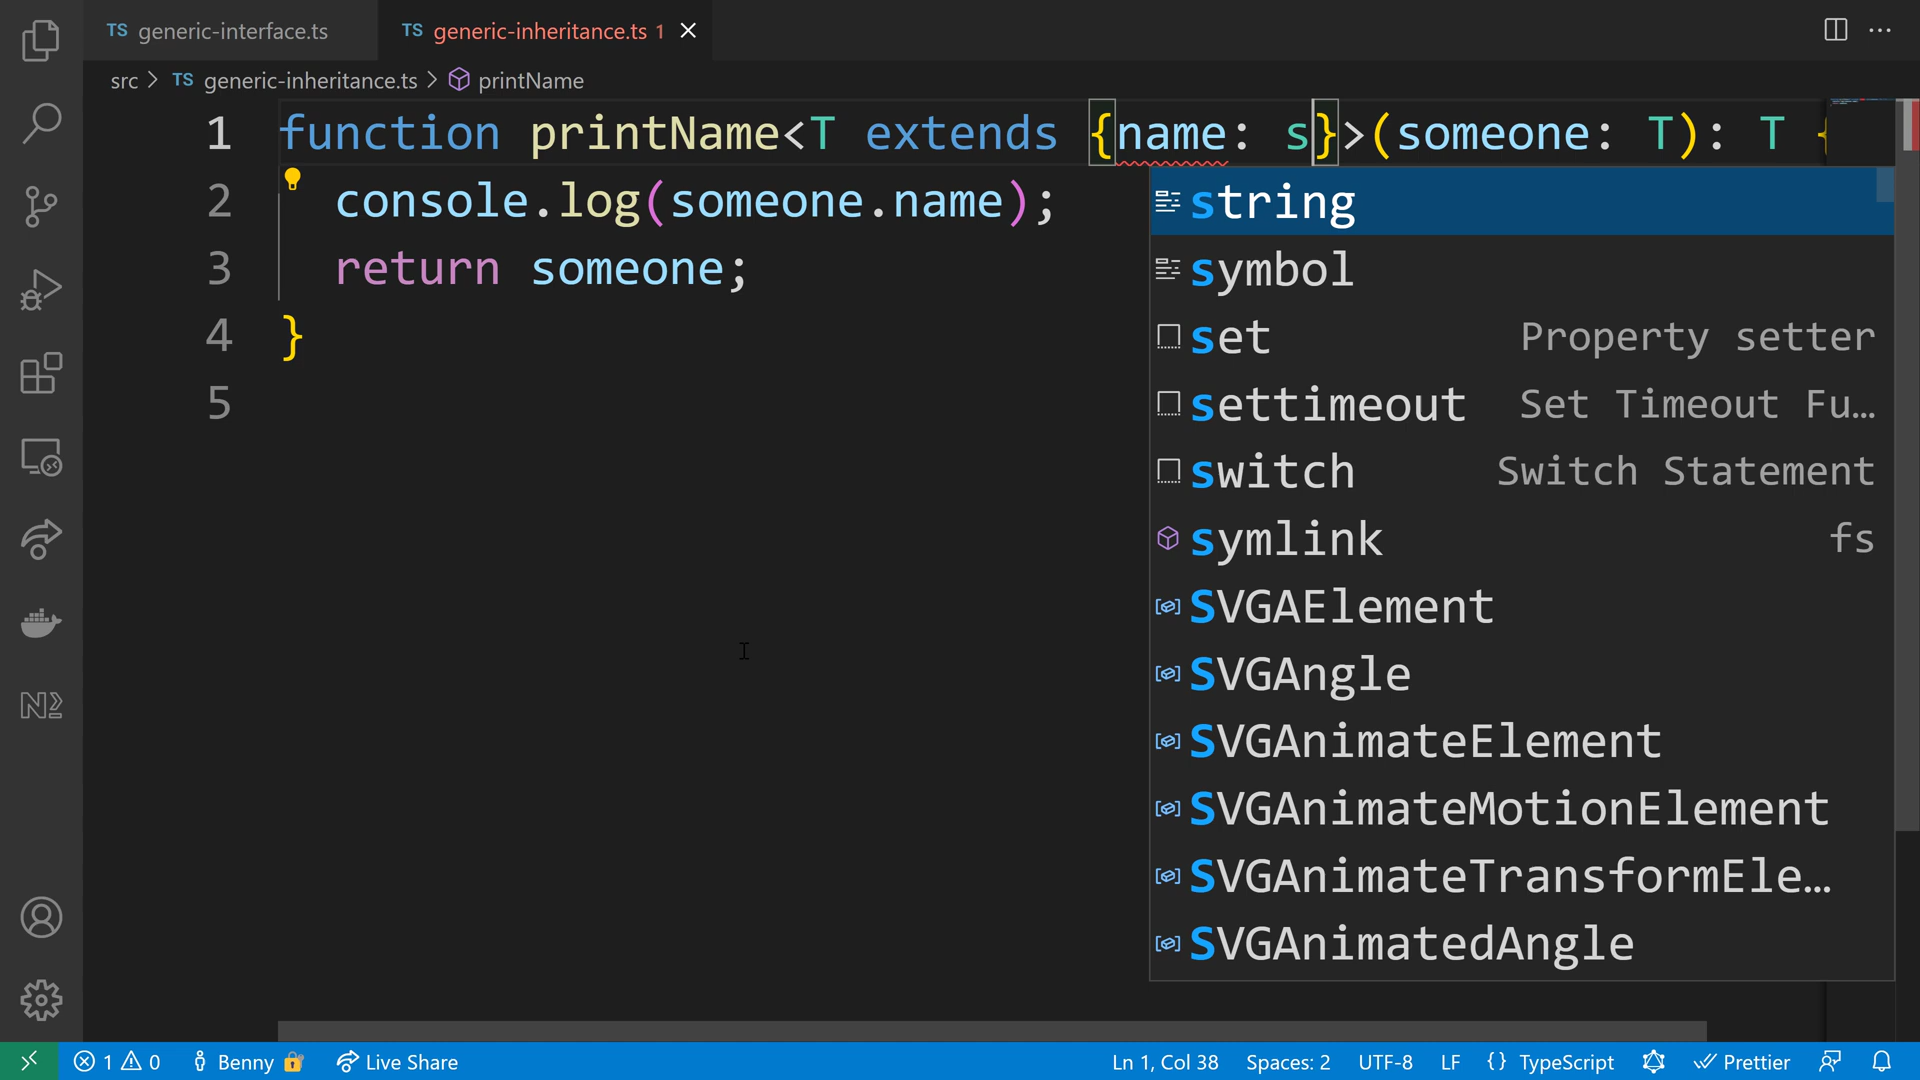 TS generic-interface.ts
TS generic-inheritance.ts 1
src > TS generic-inheritance.ts > printName
1 function printName<T extends {name: s}>(someone: T): T {
2 console.log(someone.name);
3 return someone;
4 }
5
string
symbol
set Property setter
settimeout Set Timeout Fu…
switch Switch Statement
symlink fs
SVGAElement
SVGAngle
SVGAnimateElement
SVGAnimateMotionElement
SVGAnimateTransformEle…
SVGAnimatedAngle
1 0 Benny Live Share Ln 1, Col 38 Spaces: 2 UTF-8 LF {} TypeScript Prettier